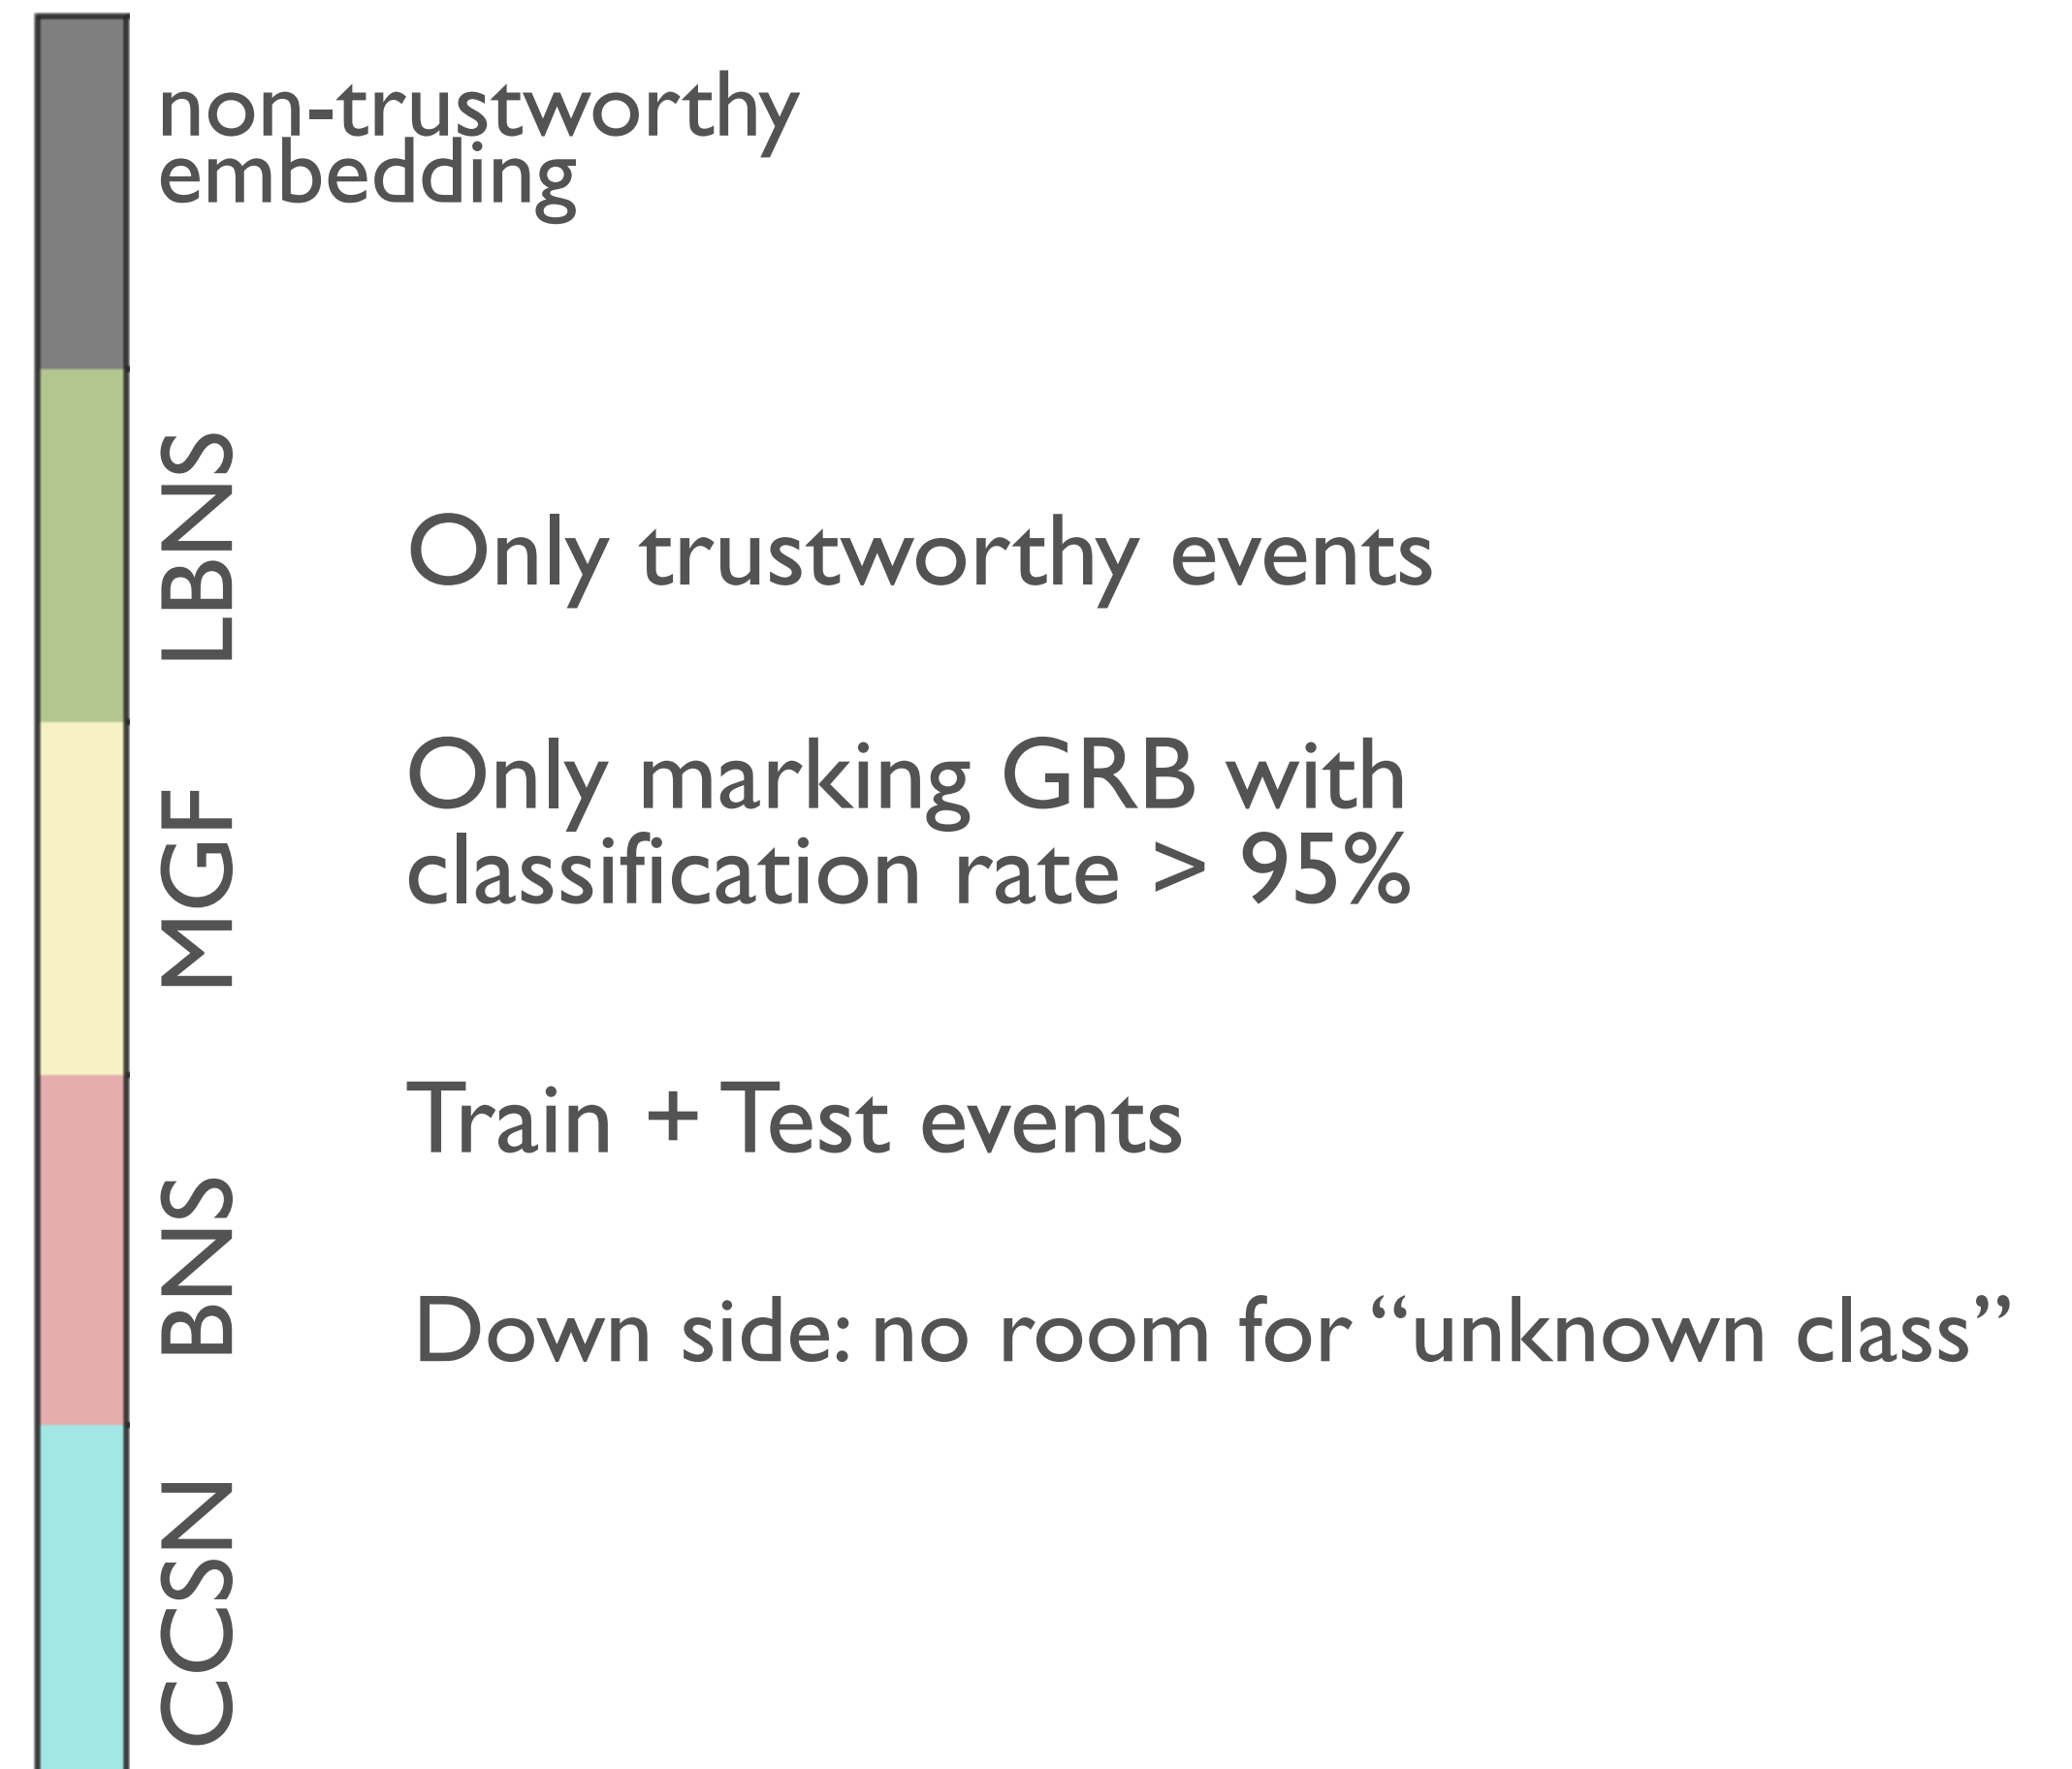 non-trustworthy
embedding
LBNS
Only trustworthy events
MGF
Only marking GRB with
classification rate > 95%
Train + Test events
BNS
Down side: no room for “unknown class”
CCSN